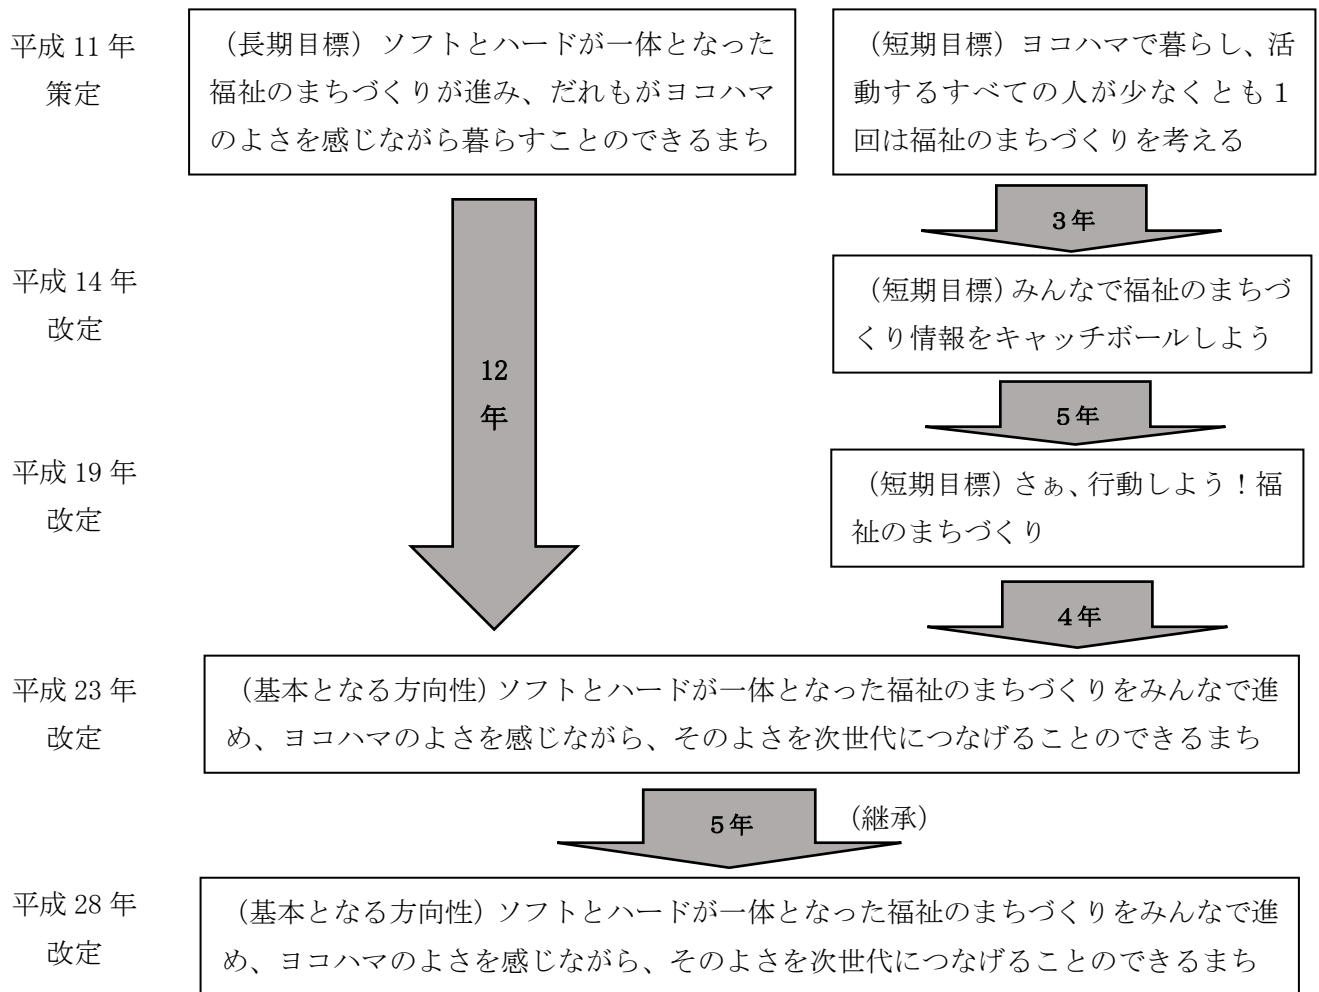 平成 11 年
策定
（長期目標）ソフトとハードが一体となった
福祉のまちづくりが進み、だれもがヨコハマ
のよさを感じながら暮らすことのできるまち
（短期目標）ヨコハマで暮らし、活
動するすべての人が少なくとも１
回は福祉のまちづくりを考える
３年
平成 14 年
改定
（短期目標）みんなで福祉のまちづ
くり情報をキャッチボールしよう
12
年
５年
平成 19 年
改定
（短期目標）さぁ、行動しよう！福
祉のまちづくり
４年
平成 23 年
改定
（基本となる方向性）ソフトとハードが一体となった福祉のまちづくりをみんなで進
め、ヨコハマのよさを感じながら、そのよさを次世代につなげることのできるまち
５年
（継承）
平成 28 年
改定
（基本となる方向性）ソフトとハードが一体となった福祉のまちづくりをみんなで進
め、ヨコハマのよさを感じながら、そのよさを次世代につなげることのできるまち